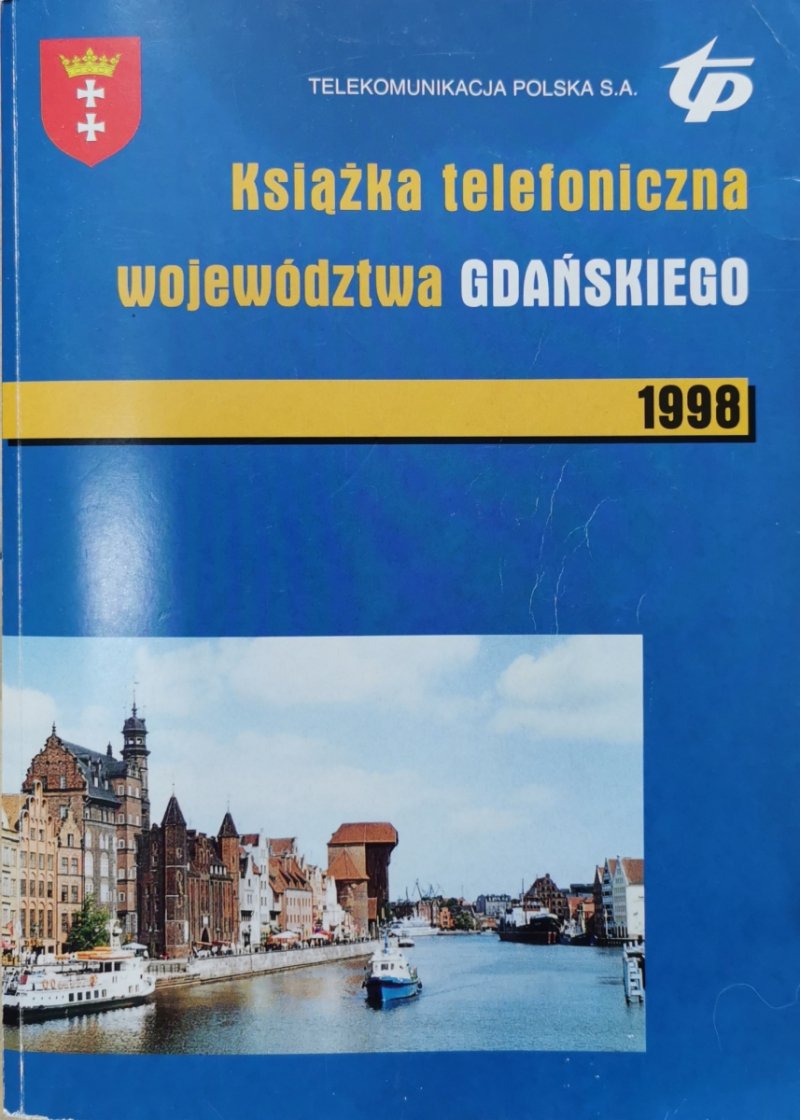 TELEKOMUNIKACJA POLSKA S.A.
tp
Książka telefoniczna
województwa GDAŃSKIEGO
1998